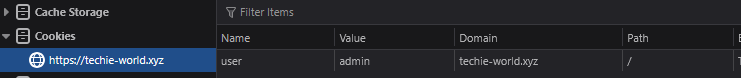 Cache Storage
Filter Items
Cookies
Name Value Domain Path
https://techie-world.xyz
user admin techie-world.xyz /